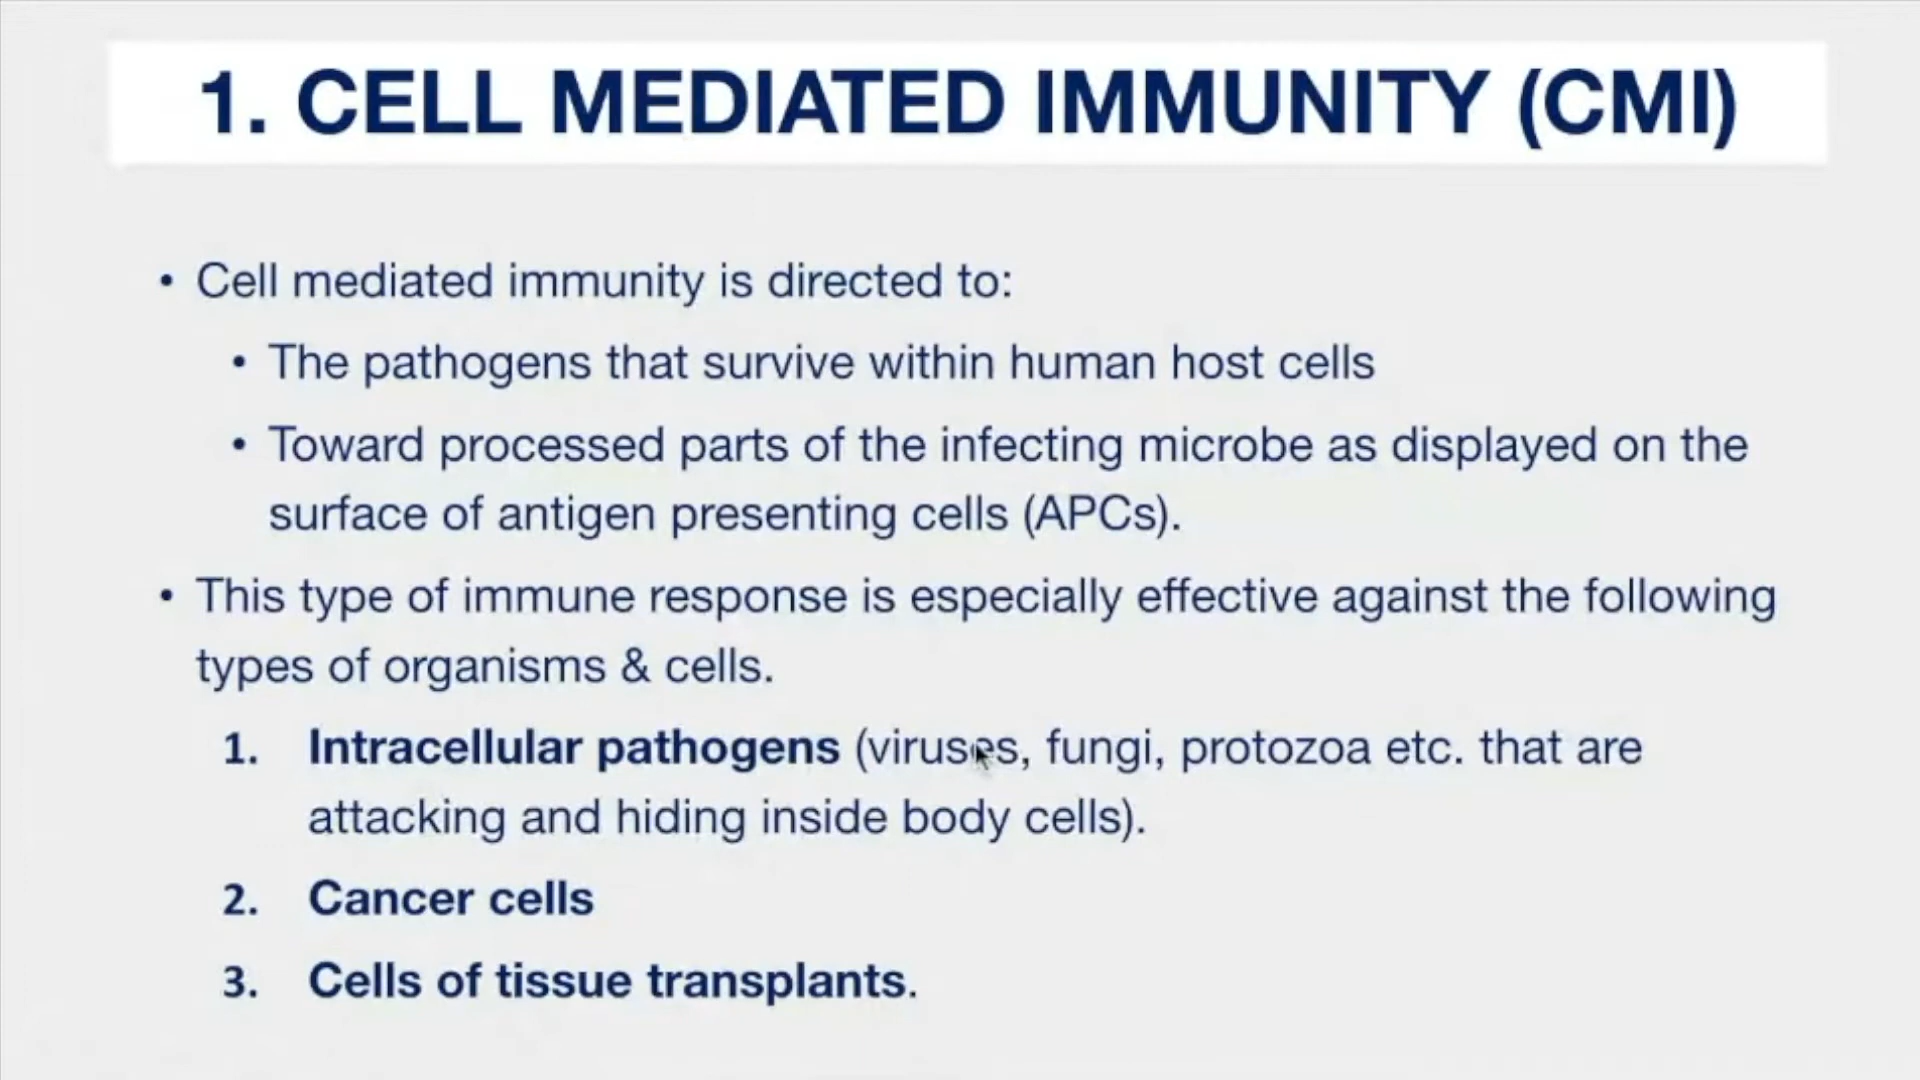 1. CELL MEDIATED IMMUNITY (CMI)
• Cell mediated immunity is directed to:
• The pathogens that survive within human host cells
• Toward processed parts of the infecting microbe as displayed on the
surface of antigen presenting cells (APCs).
• This type of immune response is especially effective against the following
types of organisms & cells.
1. Intracellular pathogens (viruses, fungi, protozoa etc. that are
attacking and hiding inside body cells).
2. Cancer cells
3. Cells of tissue transplants.